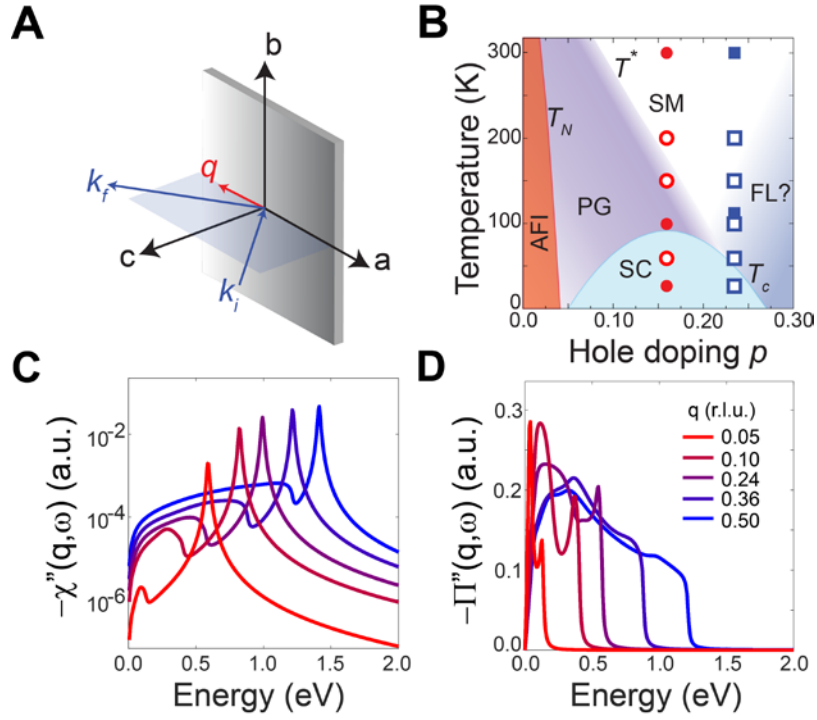 A
b
q
k_f
c
a
k_i
B
Temperature (K)
300
200
100
0
T*
SM
T_N
PG
AFI
FL?
SC
T_c
0.0
0.10
0.20
0.30
Hole doping p
C
-χ"(q,ω) (a.u.)
10⁻²
10⁻⁴
10⁻⁶
0.0
0.5
1.0
1.5
2.0
Energy (eV)
D
-Π"(q,ω) (a.u.)
0.3
0.2
0.1
0.0
q (r.l.u.)
0.05
0.10
0.24
0.36
0.50
0.0
0.5
1.0
1.5
2.0
Energy (eV)